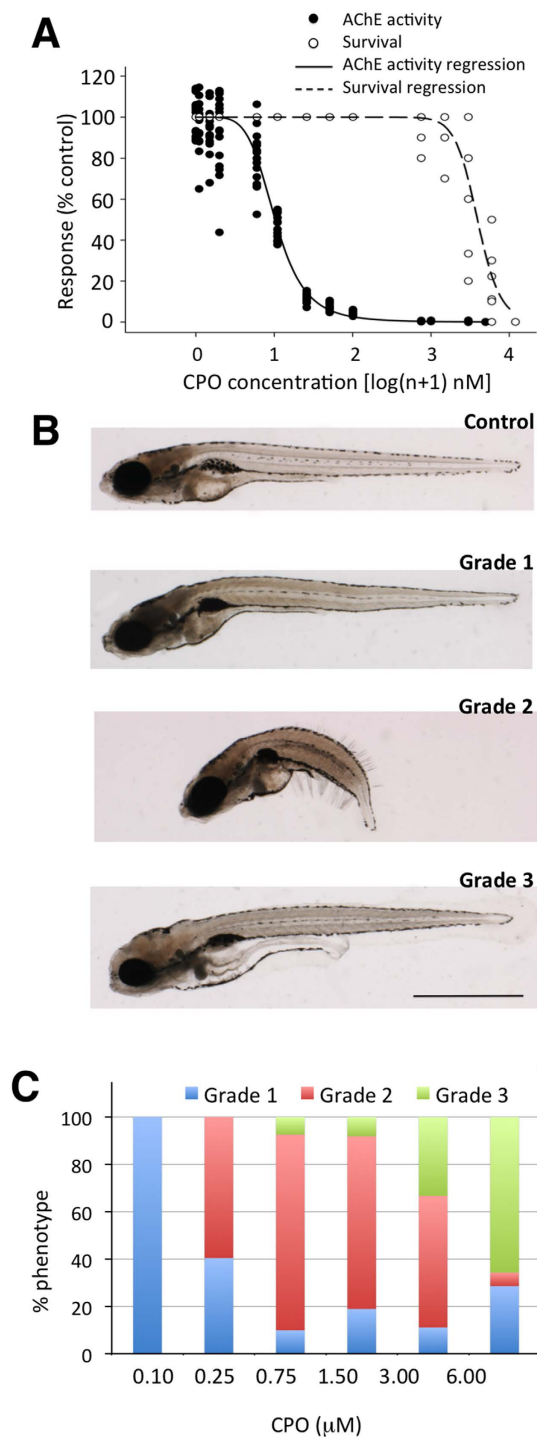 A
AChE activity
Survival
AChE activity regression
Survival regression
120
100
80
60
40
20
0
Response (% control)
0 1 2 3 4
CPO concentration [log(n+1) nM]
B
Control
Grade 1
Grade 2
Grade 3
C
Grade 1 Grade 2 Grade 3
100
80
60
40
20
0
% phenotype
0.10 0.25 0.75 1.50 3.00 6.00
CPO (μM)